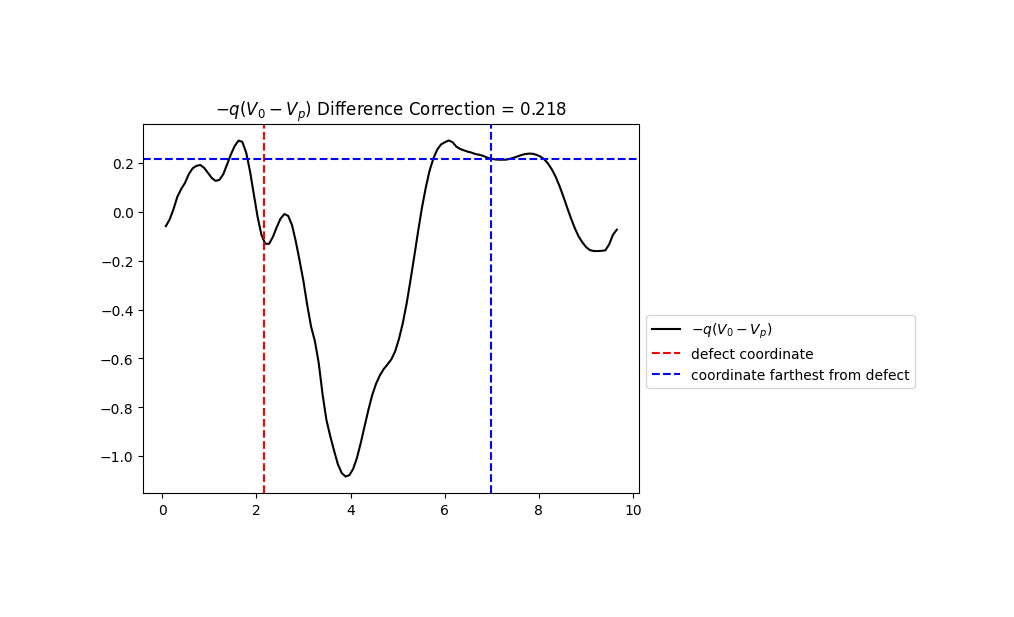 −q(V₀ − Vₚ) Difference Correction = 0.218
0.2
0.0
−0.2
−0.4
−0.6
−0.8
−1.0
0 2 4 6 8 10
−q(V₀ − Vₚ)
defect coordinate
coordinate farthest from defect